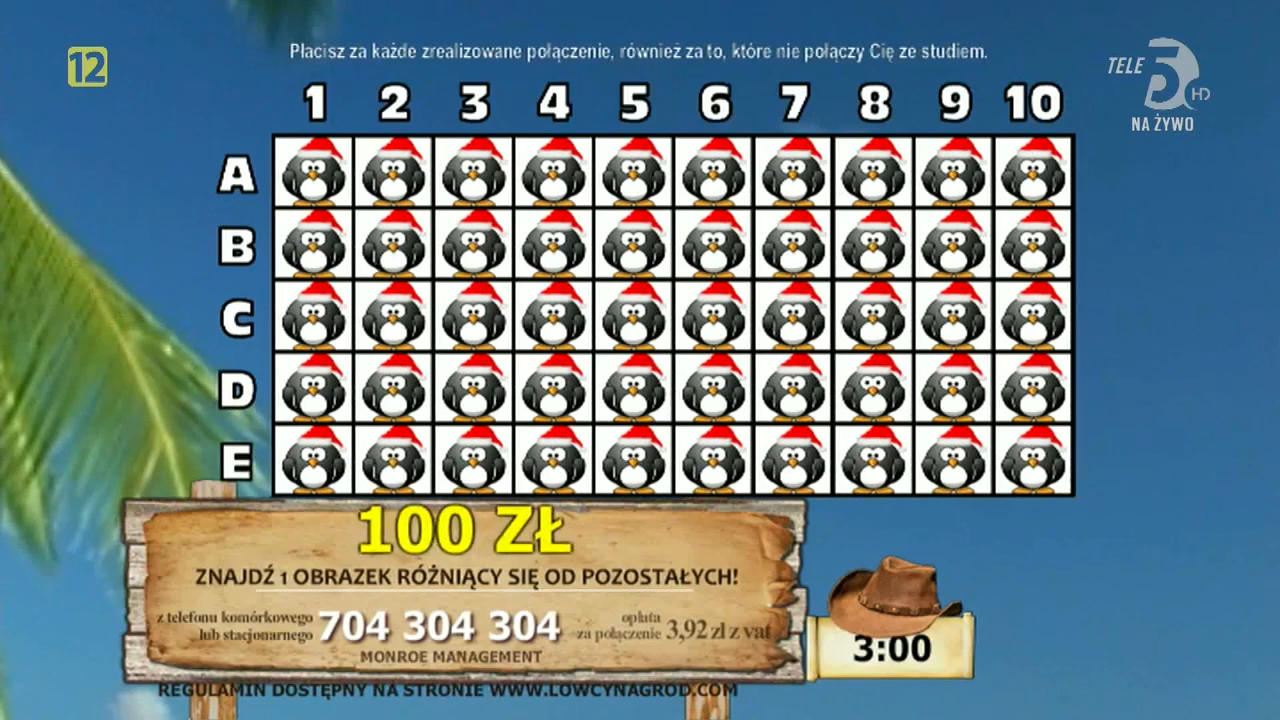 Płacisz za każde zrealizowane połączenie, również za to, które nie połączy Cię ze studiem.
12
TELE 5 HD
NA ŻYWO
1 2 3 4 5 6 7 8 9 10
A
B
C
D
E
100 ZŁ
ZNAJDŹ 1 OBRAZEK RÓŻNIĄCY SIĘ OD POZOSTAŁYCH!
z telefonu komórkowego
lub stacjonarnego
704 304 304
opłata
za połączenie 3,92 zł z vat
MONROE MANAGEMENT
3:00
REGULAMIN DOSTĘPNY NA STRONIE WWW.LOWCYNAGROD.COM